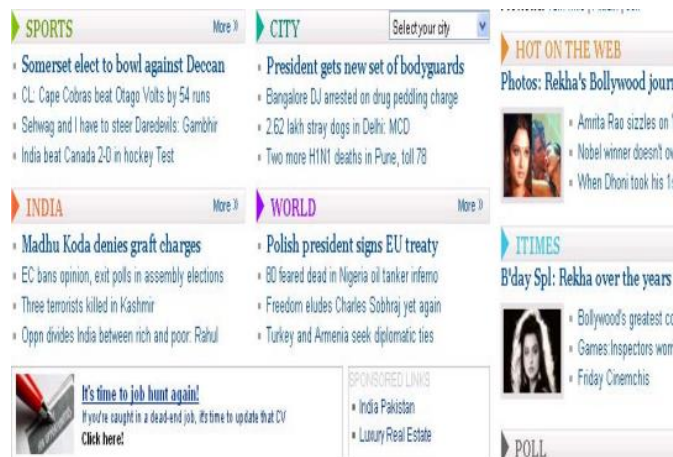 SPORTS More »
Somerset elect to bowl against Deccan
CL: Cape Cobras beat Otago Volts by 54 runs
Sehwag and I have to steer Daredevils: Gambhir
India beat Canada 2-0 in hockey Test
CITY Select your city
President gets new set of bodyguards
Bangalore DJ arrested on drug peddling charge
2.62 lakh stray dogs in Delhi: MCD
Two more H1N1 deaths in Pune, toll 78
INDIA More »
Madhu Koda denies graft charges
EC bans opinion, exit polls in assembly elections
Three terrorists killed in Kashmir
Oppn divides India between rich and poor: Rahul
WORLD More »
Polish president signs EU treaty
80 feared dead in Nigeria oil tanker inferno
Freedom eludes Charles Sobhraj yet again
Turkey and Armenia seek diplomatic ties
It's time to job hunt again!
If you're caught in a dead-end job, it's time to update that CV
Click here!
SPONSORED LINKS
India Pakistan
Luxury Real Estate
HOT ON THE WEB
Photos: Rekha's Bollywood jour
Amrita Rao sizzles on
Nobel winner doesn't
When Dhoni took his
ITIMES
B'day Spl: Rekha over the years
Bollywood's greatest
Games:Inspectors
Friday Cinemchis
POLL